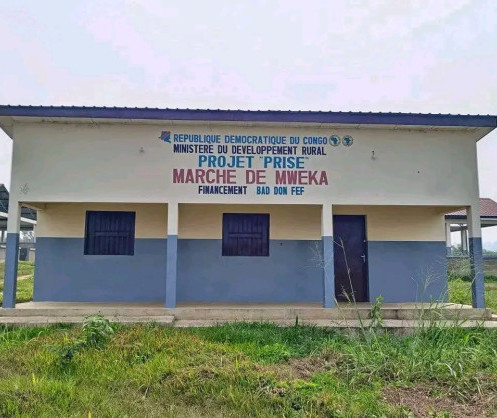 REPUBLIQUE DEMOCRATIQUE DU CONGO
MINISTERE DU DEVELOPPEMENT RURAL
PROJET "PRISE"
MARCHE DE MWEKA
FINANCEMENT BAD DON FEF